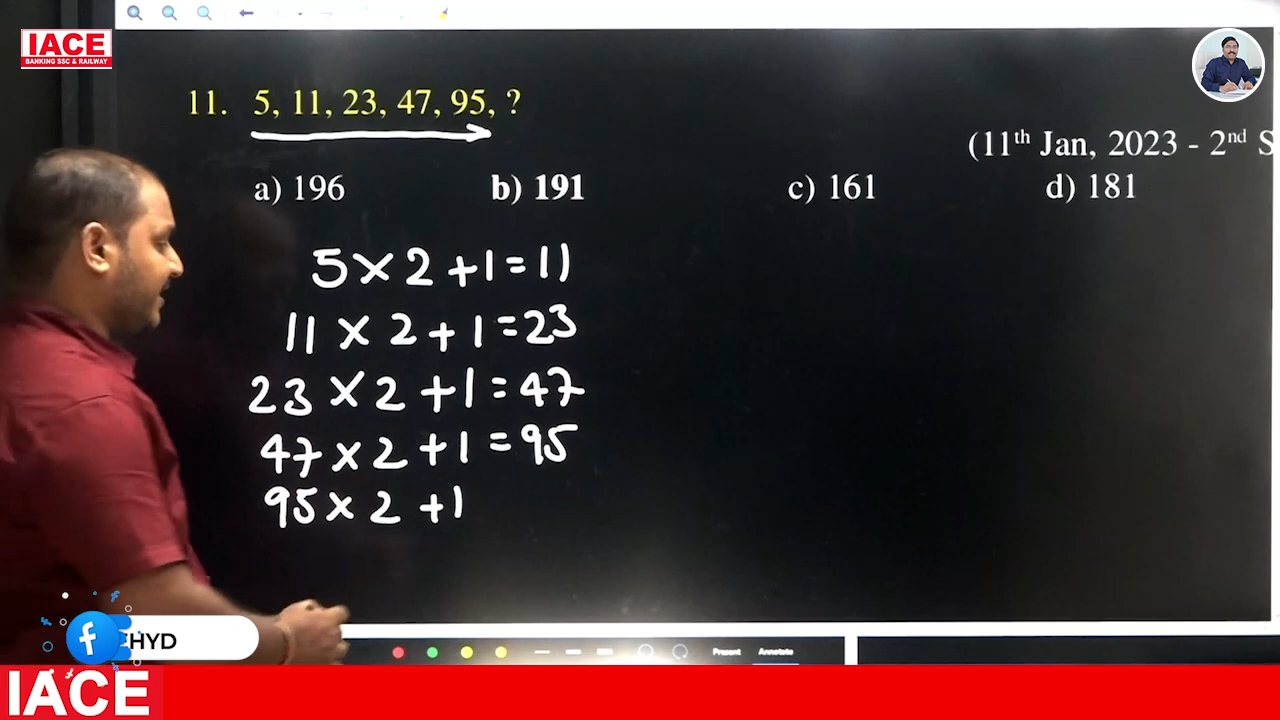 IACE
BANKING SSC & RAILWAY
11. 5, 11, 23, 47, 95, ?
(11th Jan, 2023 - 2nd S
a) 196 b) 191 c) 161 d) 181
5 × 2 + 1 = 11
11 × 2 + 1 = 23
23 × 2 + 1 = 47
47 × 2 + 1 = 95
95 × 2 + 1
HYD
Present Annotate
IACE